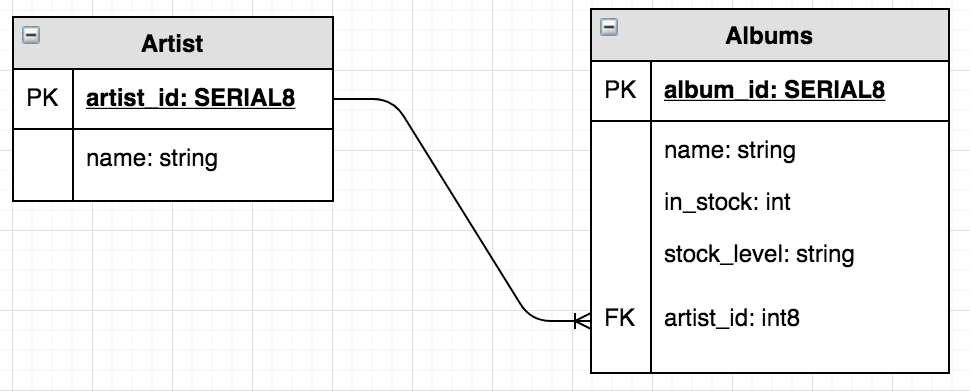 Artist
PK artist_id: SERIAL8
name: string
Albums
PK album_id: SERIAL8
name: string
in_stock: int
stock_level: string
FK artist_id: int8